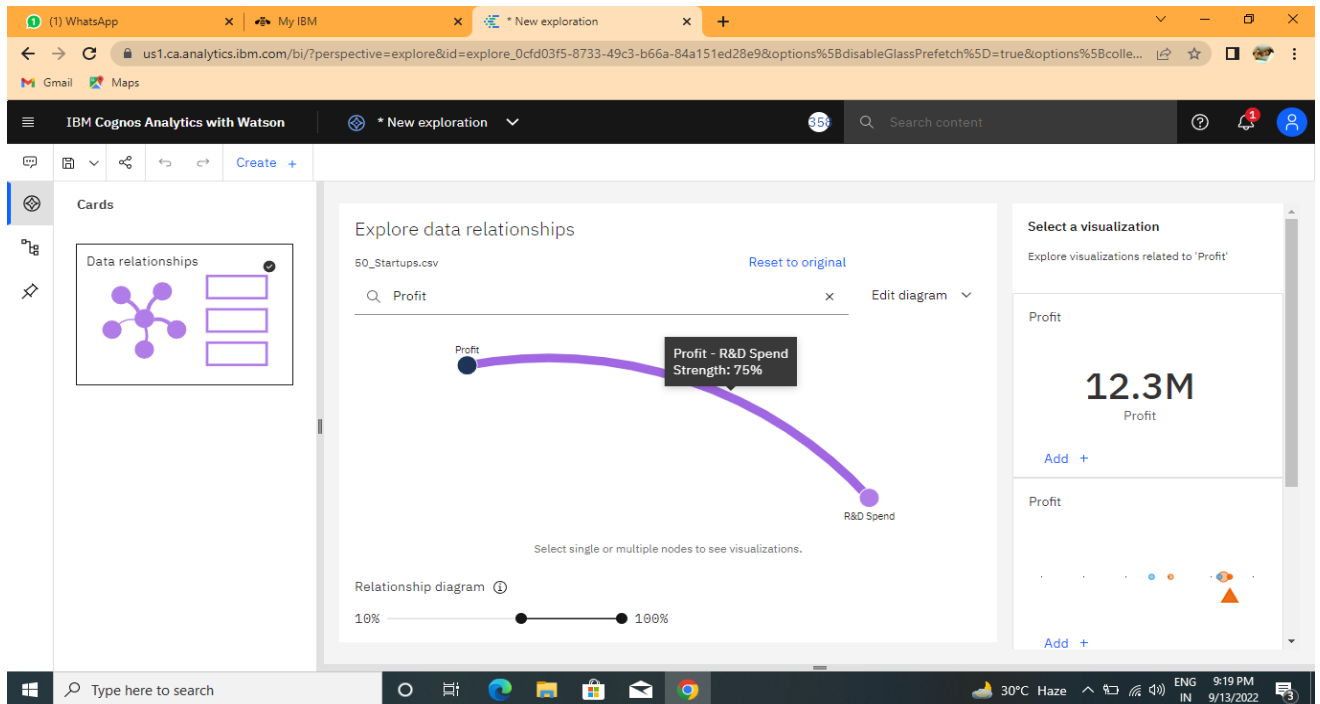 (1) WhatsApp
My IBM
* New exploration
us1.ca.analytics.ibm.com/bi/?perspective=explore&id=explore_0cfd03f5-8733-49c3-b66a-84a151ed28e9&options%5BdisableGlassPrefetch%5D=true&options%5Bcolle...
Gmail Maps
IBM Cognos Analytics with Watson
* New exploration
358
Search content
1
Create +
Cards
Data relationships
Explore data relationships
50_Startups.csv
Reset to original
Profit
Edit diagram
Profit
Profit - R&D Spend
Strength: 75%
R&D Spend
Select single or multiple nodes to see visualizations.
Relationship diagram
10% 100%
Select a visualization
Explore visualizations related to 'Profit'
Profit
12.3M
Profit
Add +
Profit
Add +
Type here to search
30°C Haze
ENG
IN
9:19 PM
9/13/2022
3